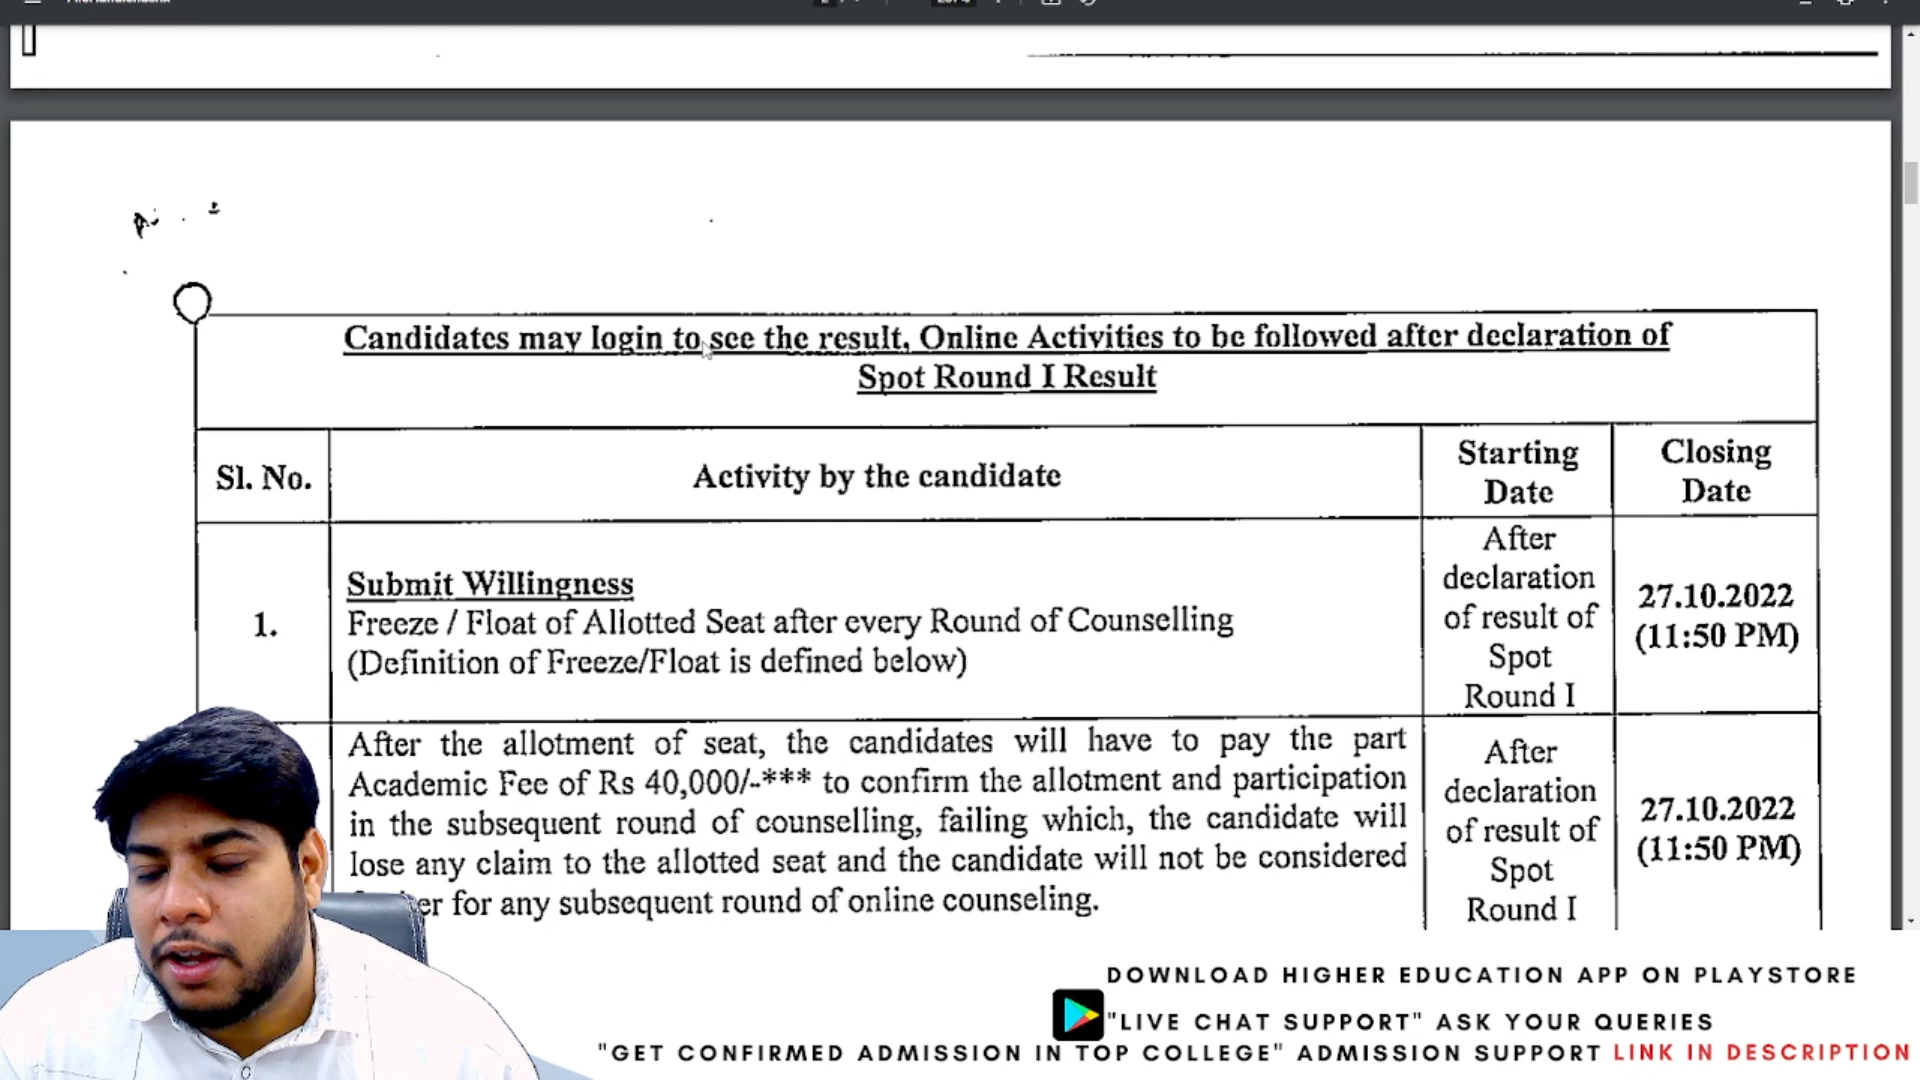 Candidates may login to see the result, Online Activities to be followed after declaration of
Spot Round I Result
Sl. No.
Activity by the candidate
Starting
Date
Closing
Date
1.
Submit Willingness
Freeze / Float of Allotted Seat after every Round of Counselling
(Definition of Freeze/Float is defined below)
After
declaration
of result of
Spot
Round I
27.10.2022
(11:50 PM)
After the allotment of seat, the candidates will have to pay the part
Academic Fee of Rs 40,000/-*** to confirm the allotment and participation
in the subsequent round of counselling, failing which, the candidate will
lose any claim to the allotted seat and the candidate will not be considered
for any subsequent round of online counseling.
After
declaration
of result of
Spot
Round I
27.10.2022
(11:50 PM)
DOWNLOAD HIGHER EDUCATION APP ON PLAYSTORE
"LIVE CHAT SUPPORT" ASK YOUR QUERIES
"GET CONFIRMED ADMISSION IN TOP COLLEGE" ADMISSION SUPPORT LINK IN DESCRIPTION